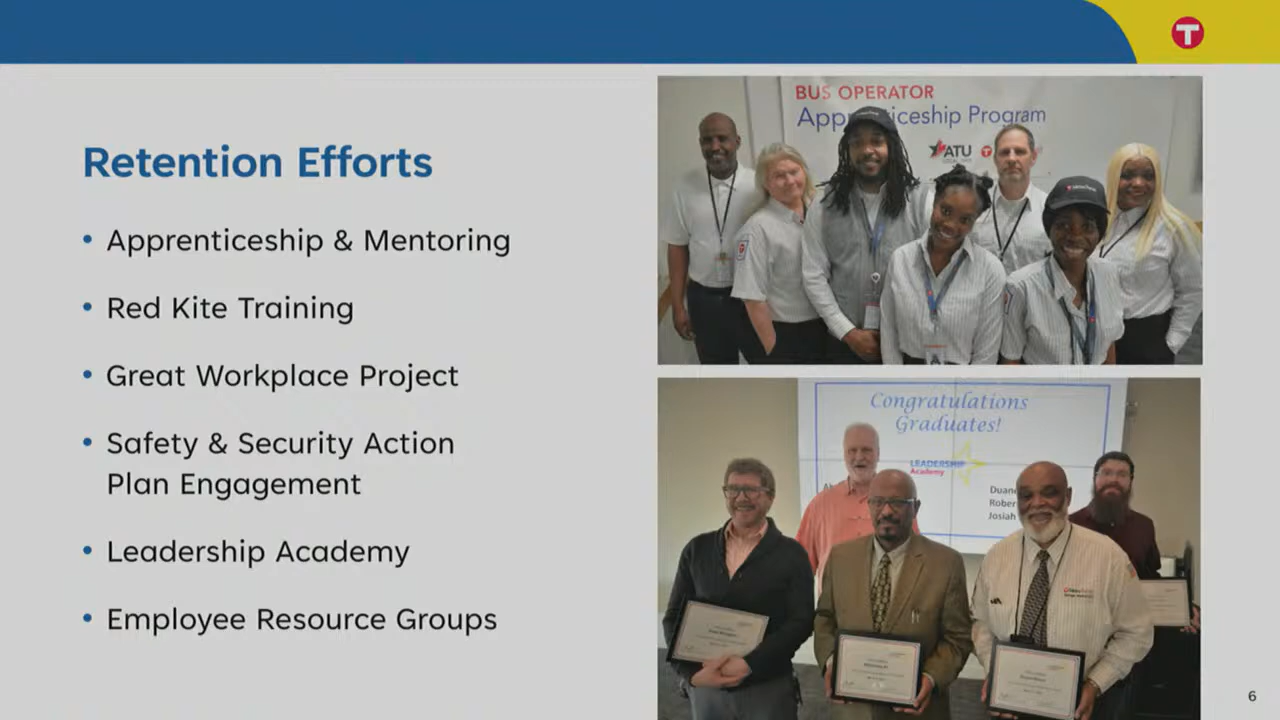 T
Retention Efforts
• Apprenticeship & Mentoring
• Red Kite Training
• Great Workplace Project
• Safety & Security Action
Plan Engagement
• Leadership Academy
• Employee Resource Groups
BUS OPERATOR
Apprenticeship Program
ATU
Congratulations
Graduates!
LEADERSHIP
Academy
Josiah
6